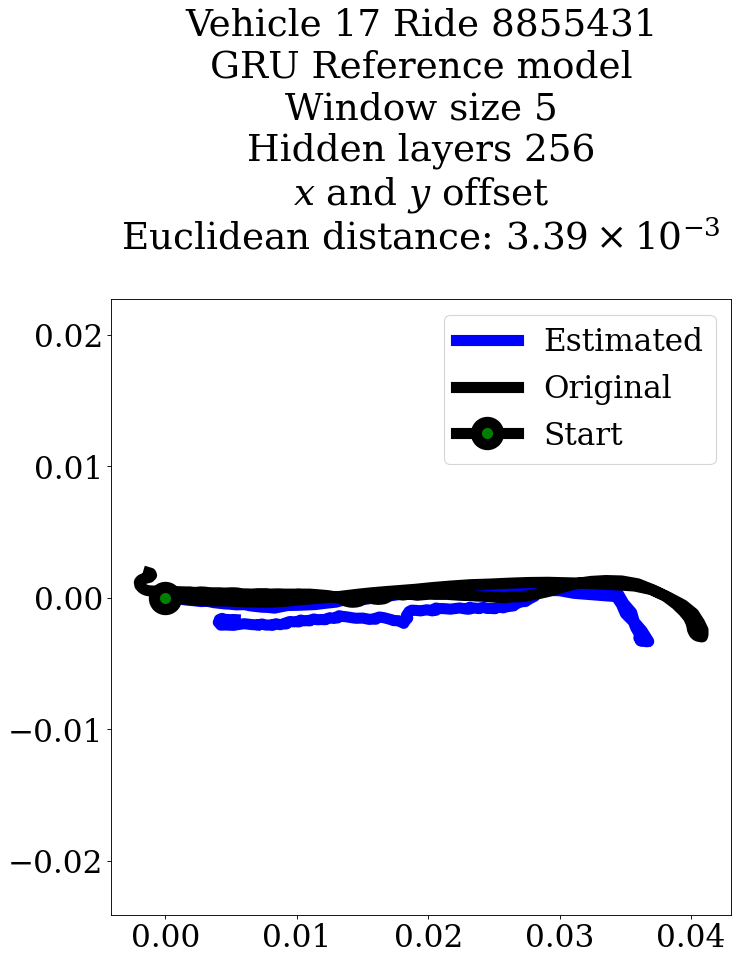 Vehicle 17 Ride 8855431
GRU Reference model
Window size 5
Hidden layers 256
x and y offset
Euclidean distance: 3.39 × 10⁻³
Estimated
Original
Start
0.02
0.01
0.00
−0.01
−0.02
0.00 0.01 0.02 0.03 0.04